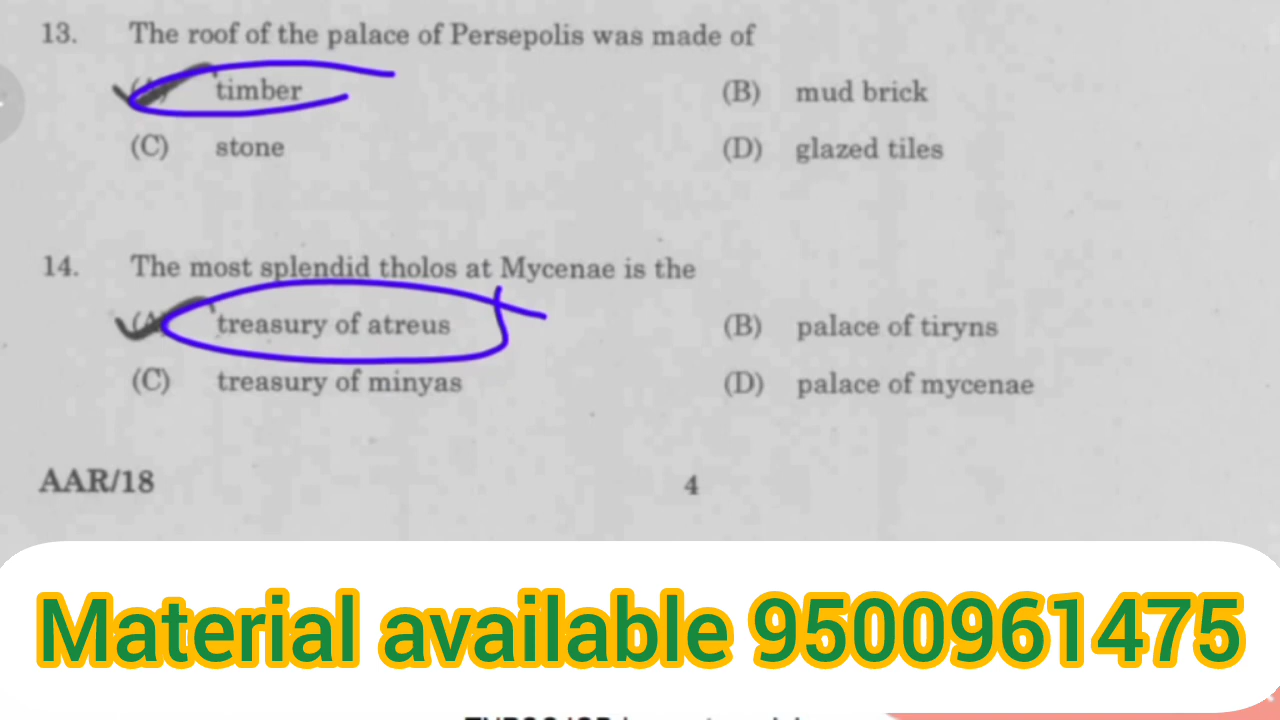 13. The roof of the palace of Persepolis was made of
timber (B) mud brick
(C) stone (D) glazed tiles
14. The most splendid tholos at Mycenae is the
(A) treasury of atreus (B) palace of tiryns
(C) treasury of minyas (D) palace of mycenae
AAR/18 4
Material available 9500961475